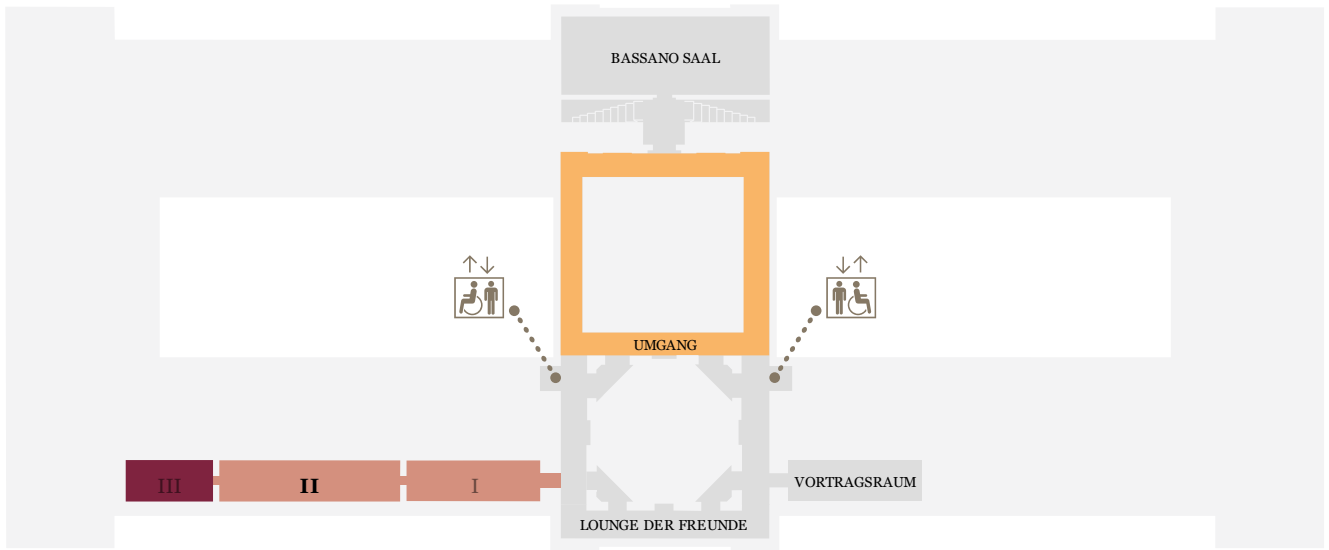 BASSANO SAAL
UMGANG
III
II
I
VORTRAGSRAUM
LOUNGE DER FREUNDE